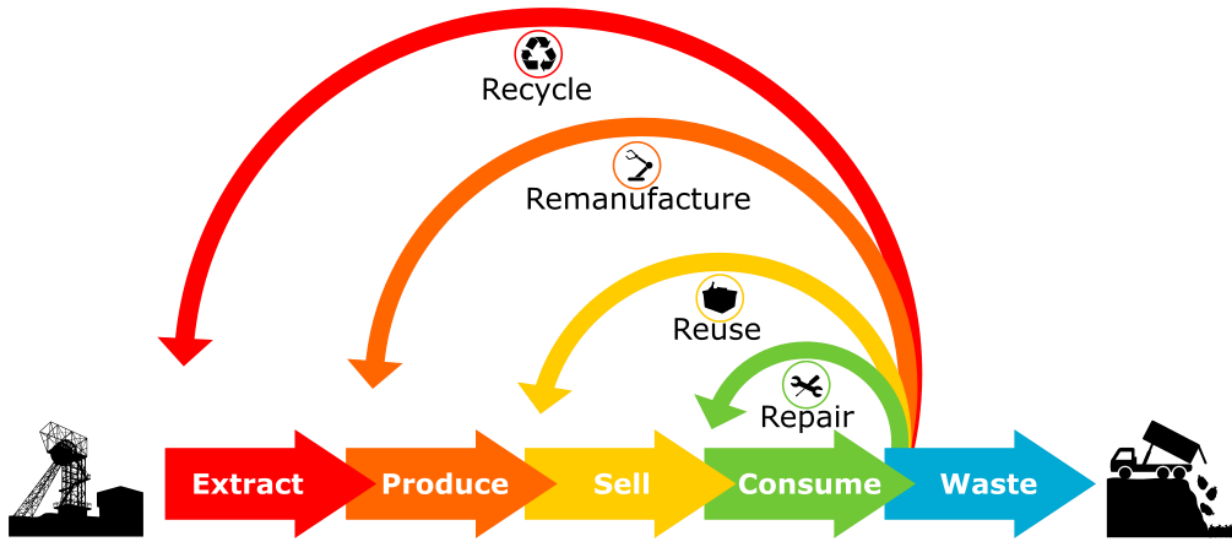 Recycle
Remanufacture
Reuse
Repair
Extract
Produce
Sell
Consume
Waste